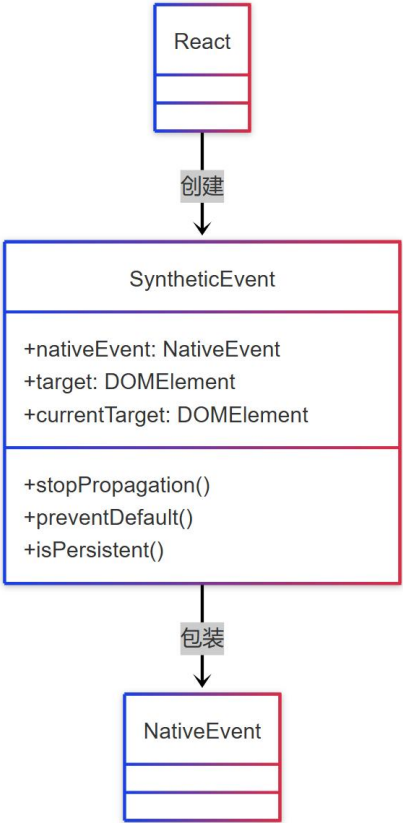 React
创建
SyntheticEvent
+nativeEvent: NativeEvent
+target: DOMElement
+currentTarget: DOMElement
+stopPropagation()
+preventDefault()
+isPersistent()
包装
NativeEvent